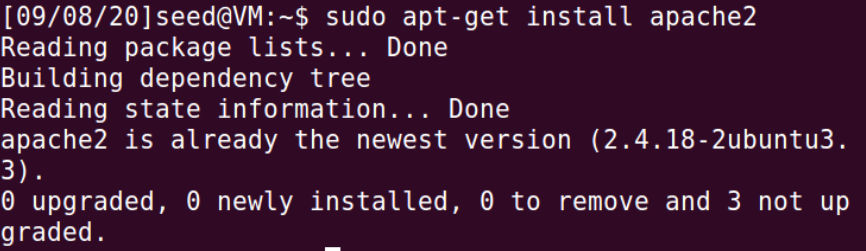 [09/08/20]seed@VM:~$ sudo apt-get install apache2
Reading package lists... Done
Building dependency tree
Reading state information... Done
apache2 is already the newest version (2.4.18-2ubuntu3.
3).
0 upgraded, 0 newly installed, 0 to remove and 3 not up
graded.